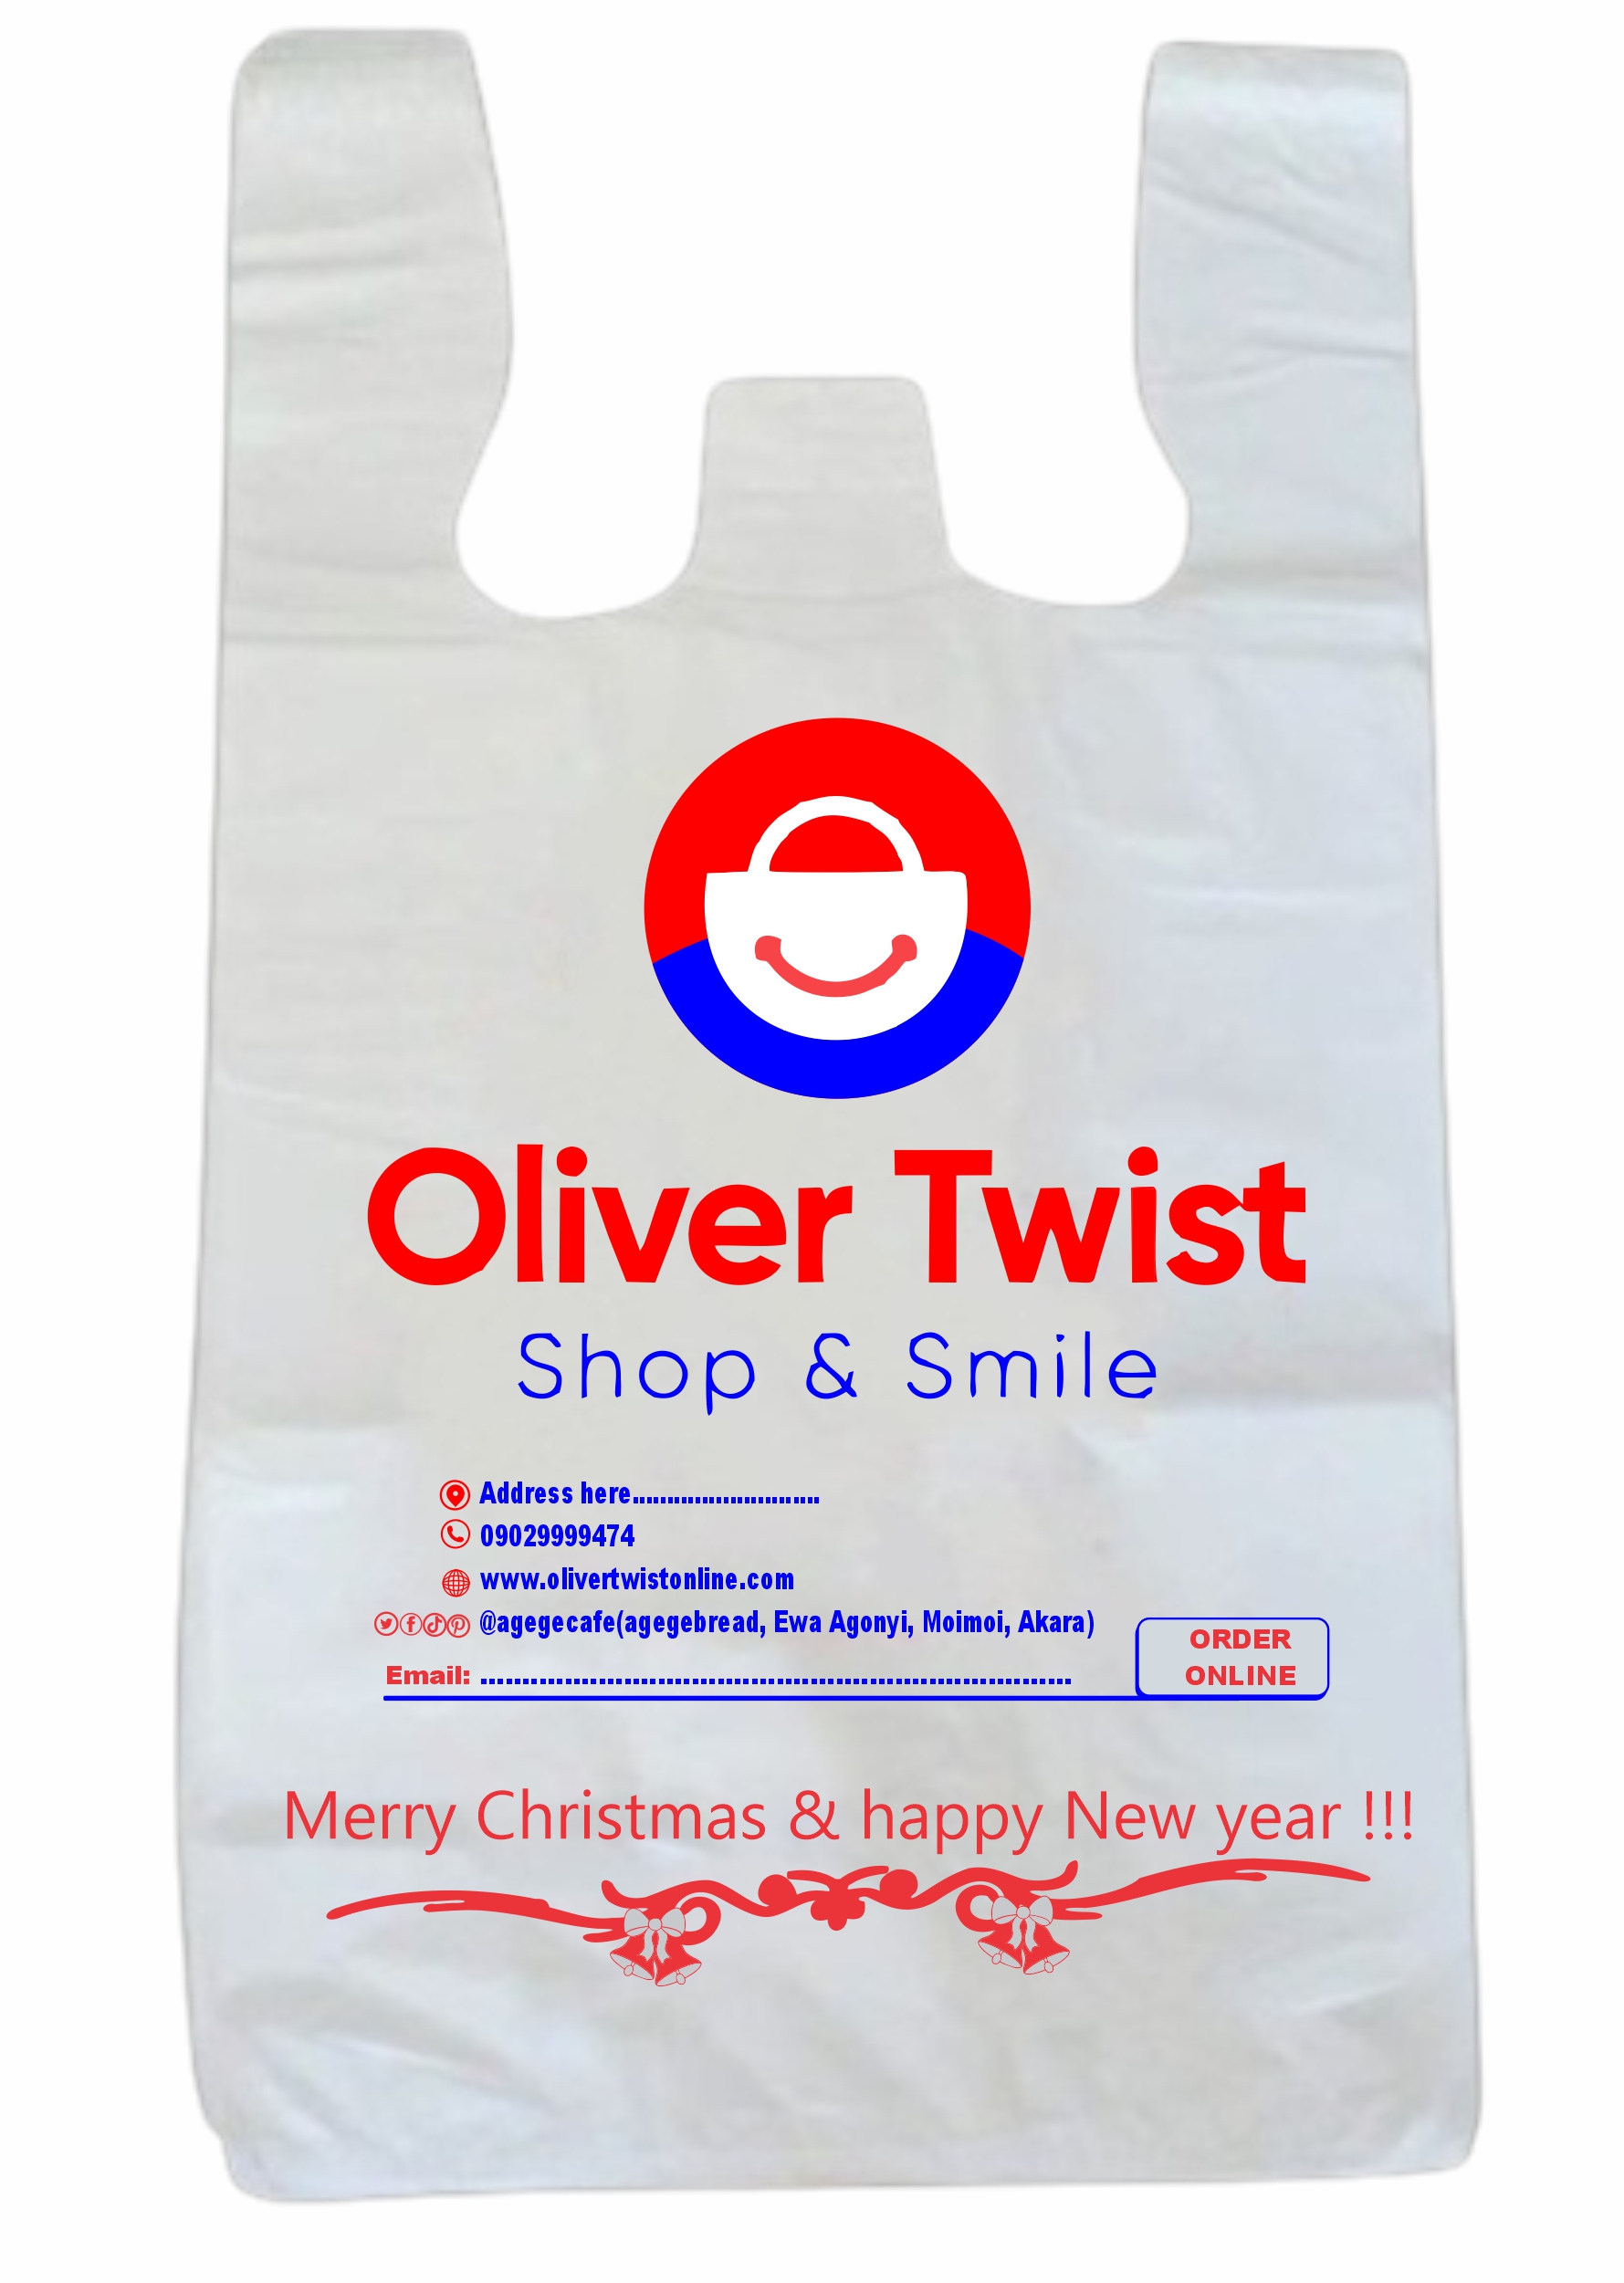 Oliver Twist
Shop & Smile
Address here...........................
09029999474
www.olivertwistonline.com
@agegecafe(agegebread, Ewa Agonyi, Moimoi, Akara)
Email: ..........................................................................
ORDER
ONLINE
Merry Christmas & happy New year !!!